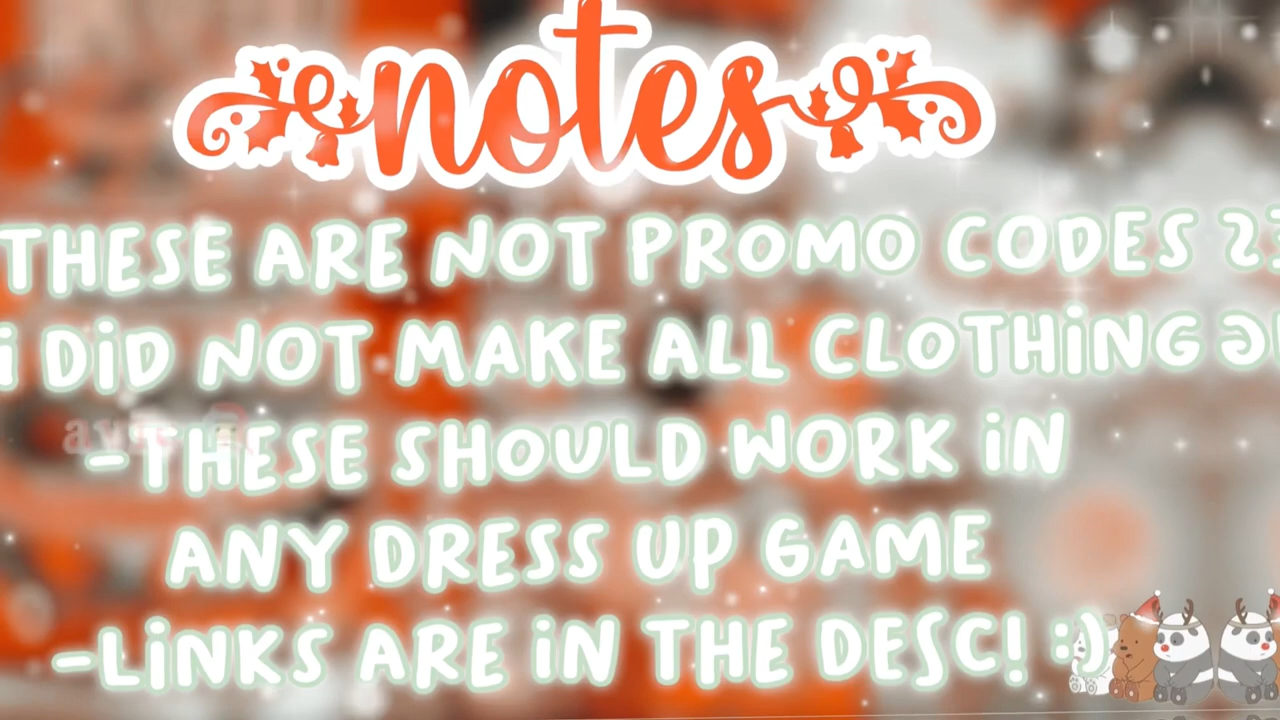 notes
THESE ARE NOT PROMO CODES
i DiD NOT MAKE ALL CLOTHiNG
-THESE SHOULD WORK iN
ANY DRESS UP GAME
-LiNKS ARE iN THE DESC! :)